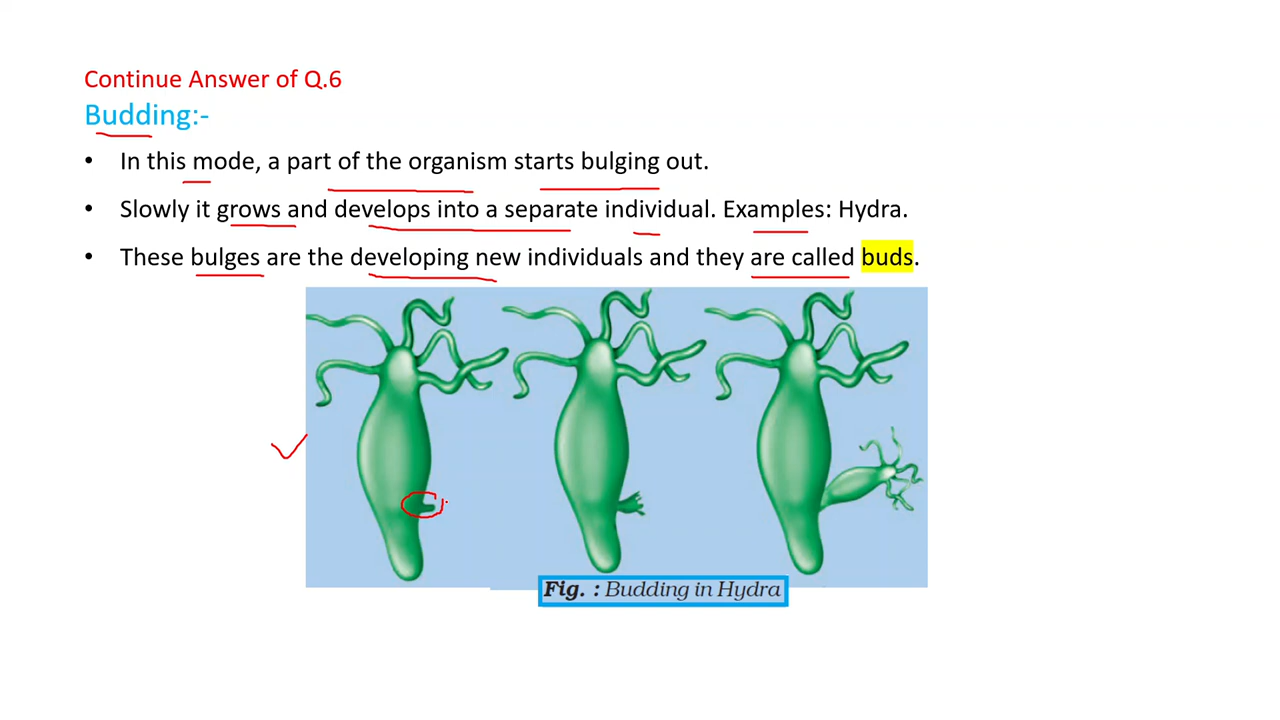 Continue Answer of Q.6
Budding:-
• In this mode, a part of the organism starts bulging out.
• Slowly it grows and develops into a separate individual. Examples: Hydra.
• These bulges are the developing new individuals and they are called buds.
Fig. : Budding in Hydra